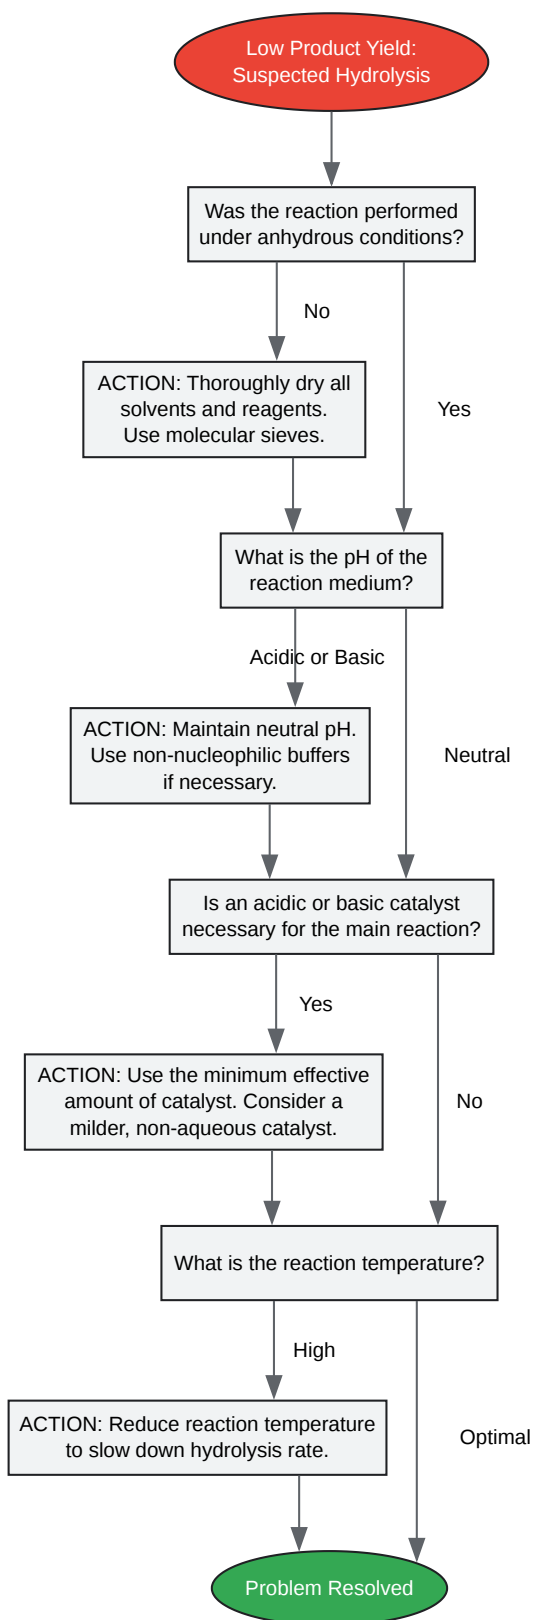 Low Product Yield:
Suspected Hydrolysis
Was the reaction performed
under anhydrous conditions?
No
ACTION: Thoroughly dry all
solvents and reagents.
Use molecular sieves.
Yes
What is the pH of the
reaction medium?
Acidic or Basic
ACTION: Maintain neutral pH.
Use non-nucleophilic buffers
if necessary.
Neutral
Is an acidic or basic catalyst
necessary for the main reaction?
Yes
ACTION: Use the minimum effective
amount of catalyst. Consider a
milder, non-aqueous catalyst.
No
What is the reaction temperature?
High
ACTION: Reduce reaction temperature
to slow down hydrolysis rate.
Optimal
Problem Resolved